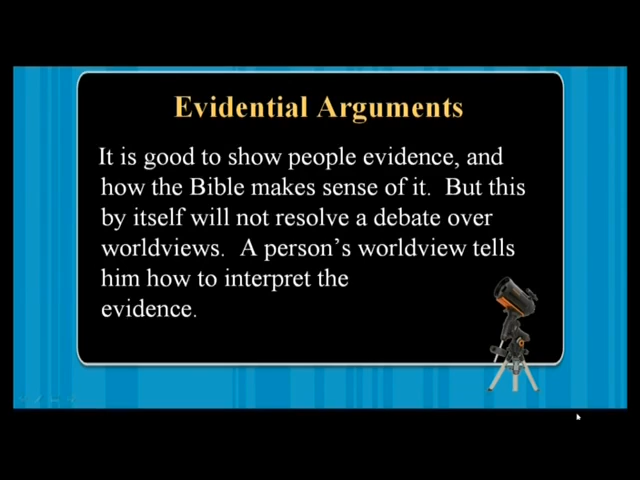 Evidential Arguments
It is good to show people evidence, and
how the Bible makes sense of it.  But this
by itself will not resolve a debate over
worldviews.  A person’s worldview tells
him how to interpret the
evidence.